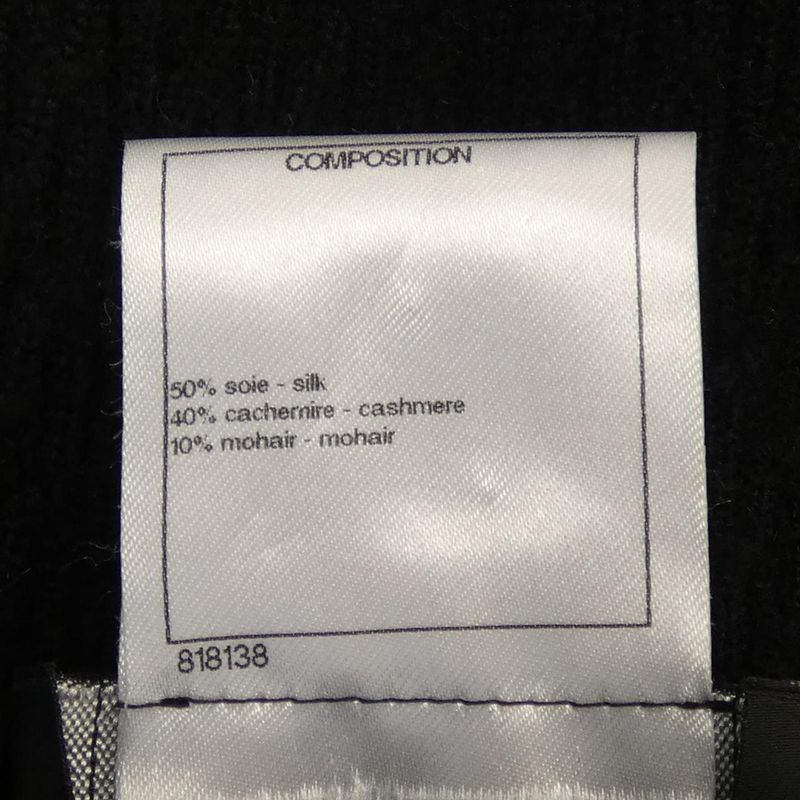 COMPOSITION
50% soie - silk
40% cachemire - cashmere
10% mohair - mohair
818138